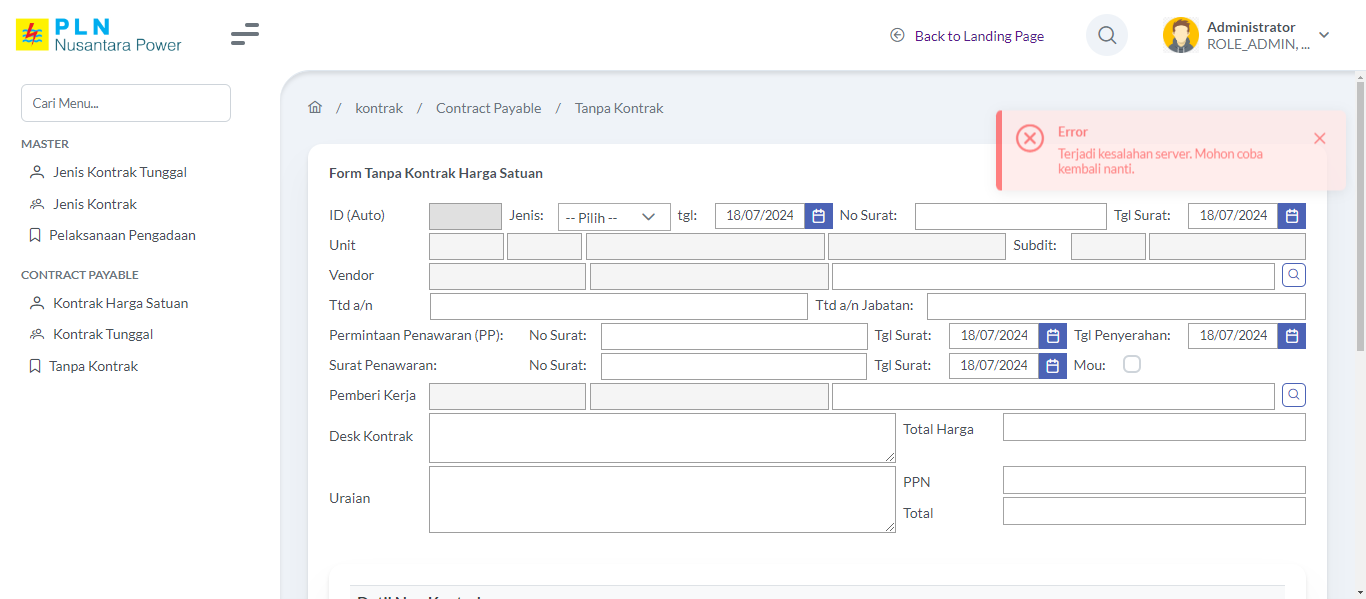 PLN
Nusantara Power
Back to Landing Page
Administrator
ROLE_ADMIN, ...
Cari Menu...
MASTER
Jenis Kontrak Tunggal
Jenis Kontrak
Pelaksanaan Pengadaan
CONTRACT PAYABLE
Kontrak Harga Satuan
Kontrak Tunggal
Tanpa Kontrak
/ kontrak / Contract Payable / Tanpa Kontrak
Error
Terjadi kesalahan server. Mohon coba
kembali nanti.
Form Tanpa Kontrak Harga Satuan
ID (Auto) Jenis: -- Pilih -- tgl: 18/07/2024 No Surat: Tgl Surat: 18/07/2024
Unit Subdit:
Vendor
Ttd a/n Ttd a/n Jabatan:
Permintaan Penawaran (PP): No Surat: Tgl Surat: 18/07/2024 Tgl Penyerahan: 18/07/2024
Surat Penawaran: No Surat: Tgl Surat: 18/07/2024 Mou:
Pemberi Kerja
Desk Kontrak Total Harga
Uraian PPN
Total